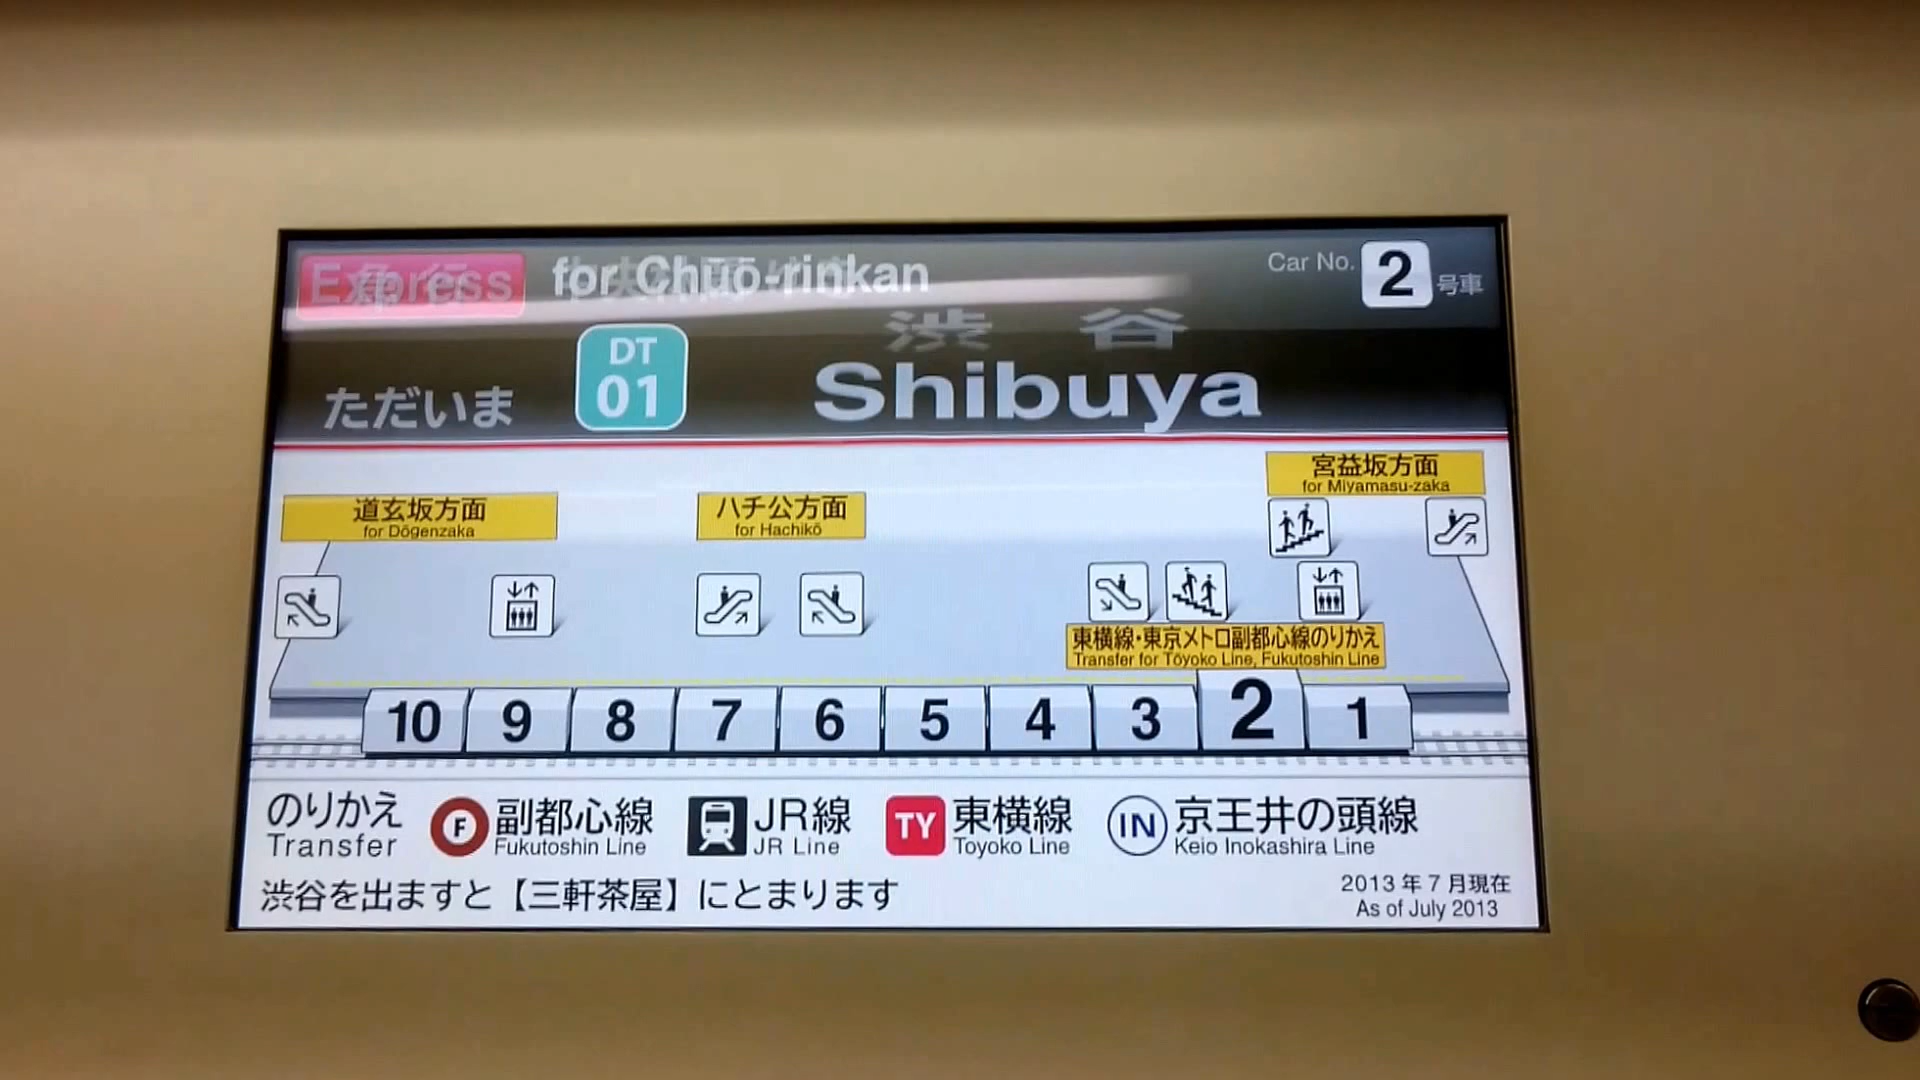 Express 急行 for Chūō-rinkan
Car No. 2 号車
渋谷
ただいま DT 01 Shibuya
宮益坂方面
for Miyamasu-zaka
道玄坂方面
for Dōgenzaka
ハチ公方面
for Hachikō
東横線・東京メトロ副都心線のりかえ
Transfer for Tōyoko Line, Fukutoshin Line
10 9 8 7 6 5 4 3 2 1
のりかえ F 副都心線 JR線 TY 東横線 IN 京王井の頭線
Transfer Fukutoshin Line JR Line Toyoko Line Keio Inokashira Line
渋谷を出ますと【三軒茶屋】にとまります
2013年7月現在
As of July 2013